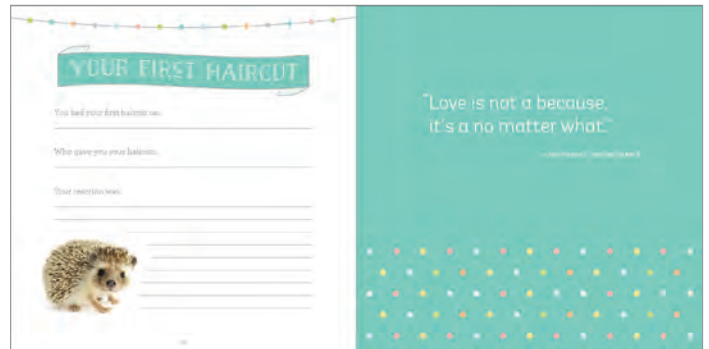 YOUR FIRST HAIRCUT
You had your first haircut on:
Who gave you your haircut:
Your reaction was:
“Love is not a because,
it’s a no matter what.”